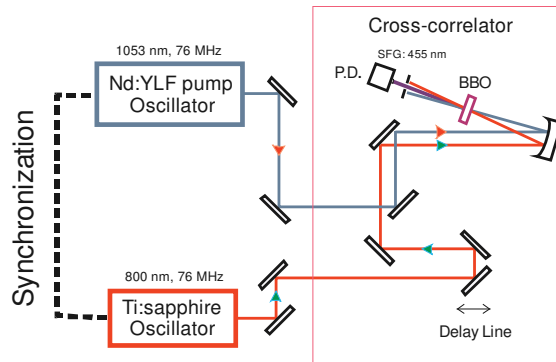 Cross-correlator
1053 nm, 76 MHz
SFG: 455 nm
P.D.
BBO
Nd:YLF pump
Oscillator
Synchronization
800 nm, 76 MHz
Ti:sapphire
Oscillator
Delay Line